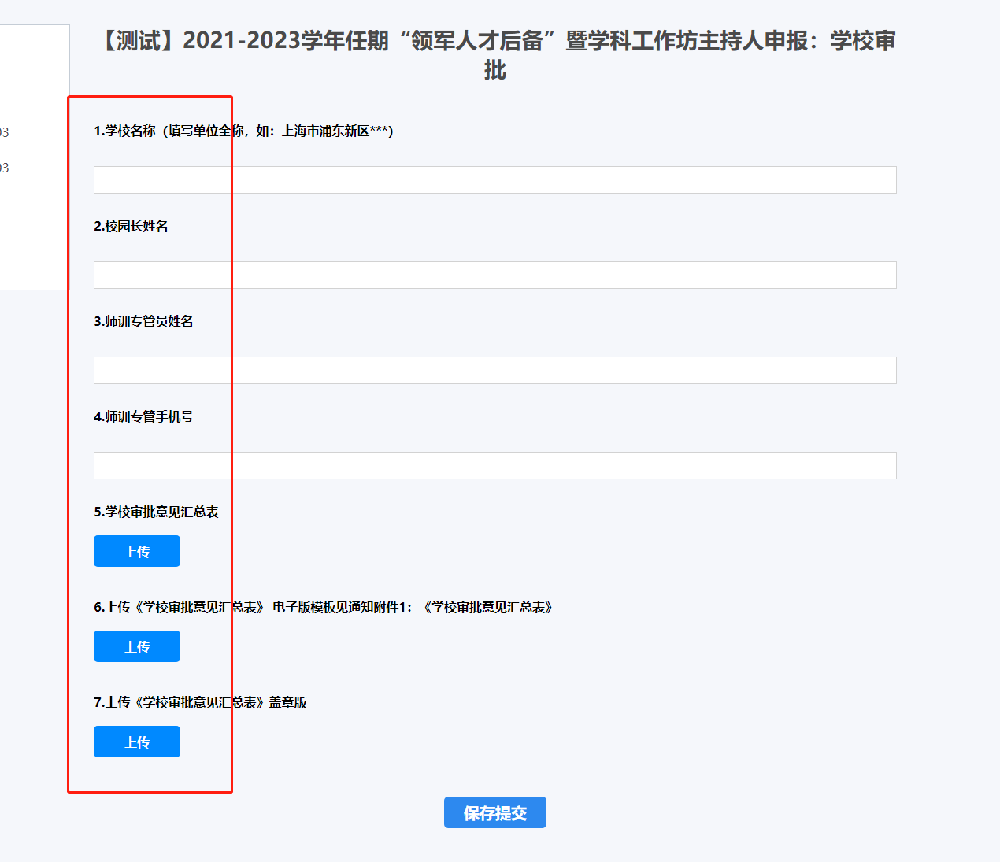 【测试】2021-2023学年任期“领军人才后备”暨学科工作坊主持人申报：学校审
批
03
03
1.学校名称（填写单位全称，如：上海市浦东新区***）
2.校园长姓名
3.师训专管员姓名
4.师训专管手机号
5.学校审批意见汇总表
上传
6.上传《学校审批意见汇总表》 电子版模板见通知附件1：《学校审批意见汇总表》
上传
7.上传《学校审批意见汇总表》盖章版
上传
保存提交